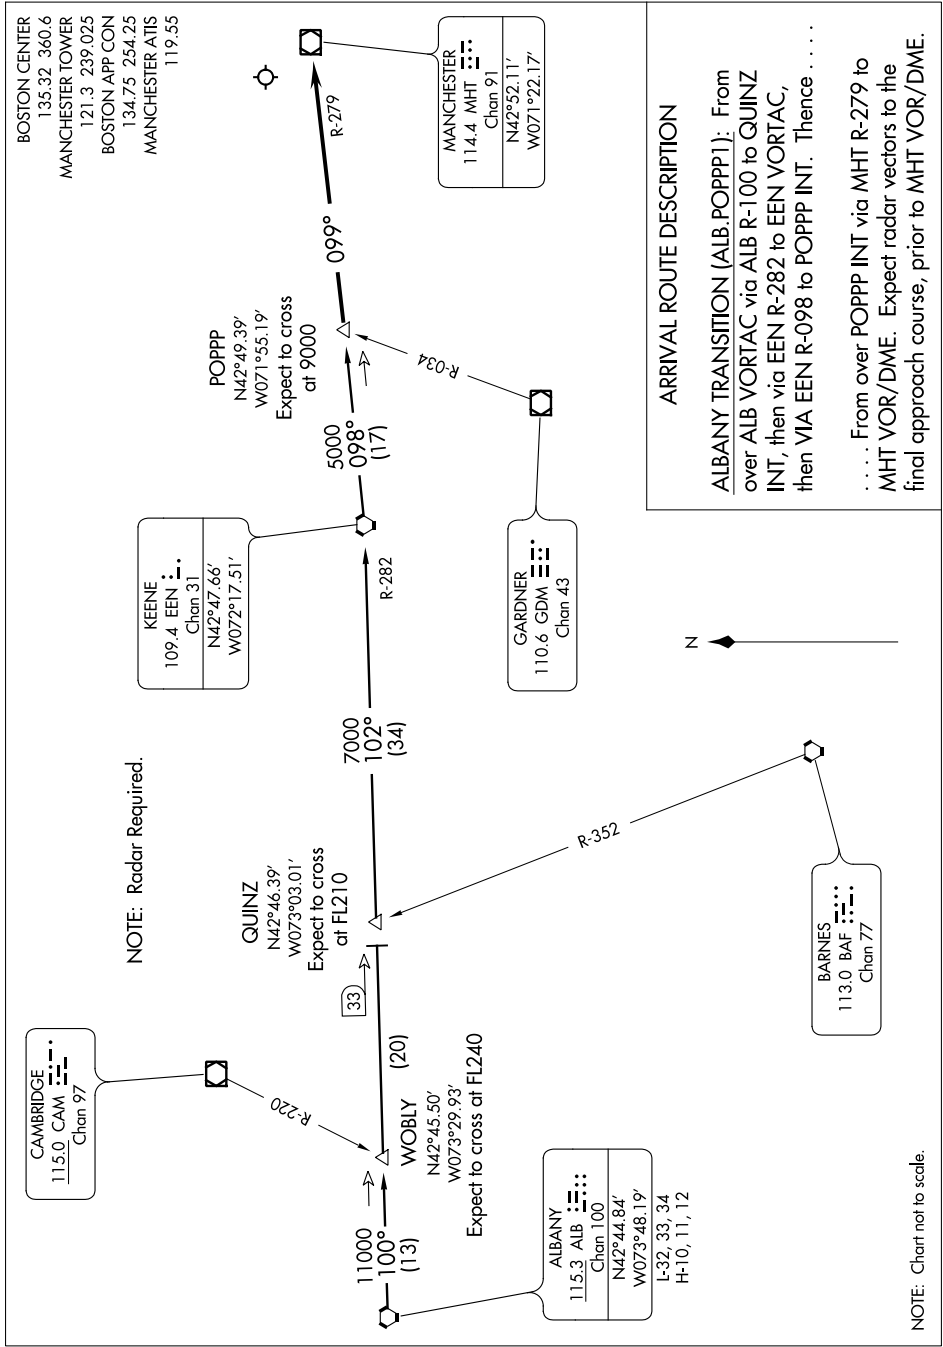 BOSTON CENTER
135.32 360.6
MANCHESTER TOWER
121.3 239.025
BOSTON APP CON
134.75 254.25
MANCHESTER ATIS
119.55
NOTE: Radar Required.
CAMBRIDGE
115.0 CAM
Chan 97
R-220
11000
100°
(13)
WOBLY
N42°45.50'
W073°29.93'
Expect to cross at FL240
(20)
33
QUINZ
N42°46.39'
W073°03.01'
Expect to cross
at FL210
7000
102°
(34)
R-282
KEENE
109.4 EEN
Chan 31
N42°47.66'
W072°17.51'
5000
098°
(17)
POPPP
N42°49.39'
W071°55.19'
Expect to cross
at 9000
099°
R-279
MANCHESTER
114.4 MHT
Chan 91
N42°52.11'
W071°22.17'
R-034
GARDNER
110.6 GDM
Chan 43
R-352
BARNES
113.0 BAF
Chan 77
ALBANY
115.3 ALB
Chan 100
N42°44.84'
W073°48.19'
L-32, 33, 34
H-10, 11, 12
N
NOTE: Chart not to scale.
ARRIVAL ROUTE DESCRIPTION
ALBANY TRANSITION (ALB.POPPP1): From
over ALB VORTAC via ALB R-100 to QUINZ
INT, then via EEN R-282 to EEN VORTAC,
then VIA EEN R-098 to POPPP INT. Thence . . . .
. . . . From over POPPP INT via MHT R-279 to
MHT VOR/DME. Expect radar vectors to the
final approach course, prior to MHT VOR/DME.